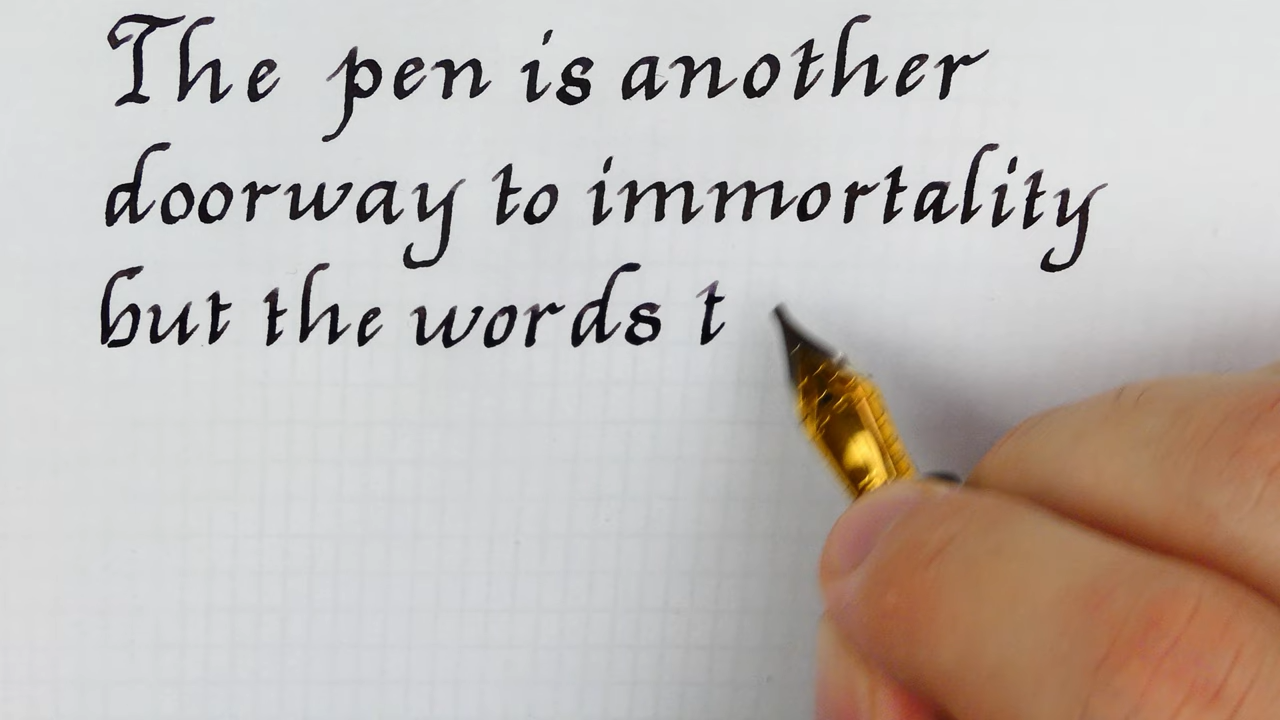 The pen is another
doorway to immortality
but the words t